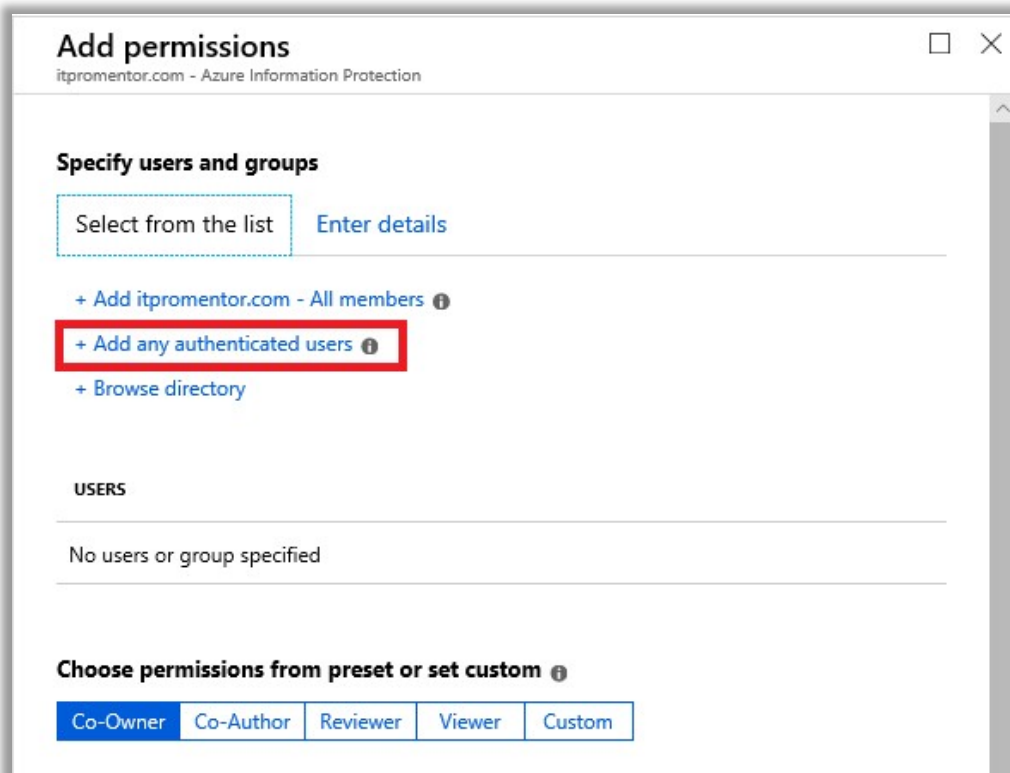 Add permissions
itpromentor.com - Azure Information Protection
Specify users and groups
Select from the list Enter details
+ Add itpromentor.com - All members
+ Add any authenticated users
+ Browse directory
USERS
No users or group specified
Choose permissions from preset or set custom
Co-Owner Co-Author Reviewer Viewer Custom